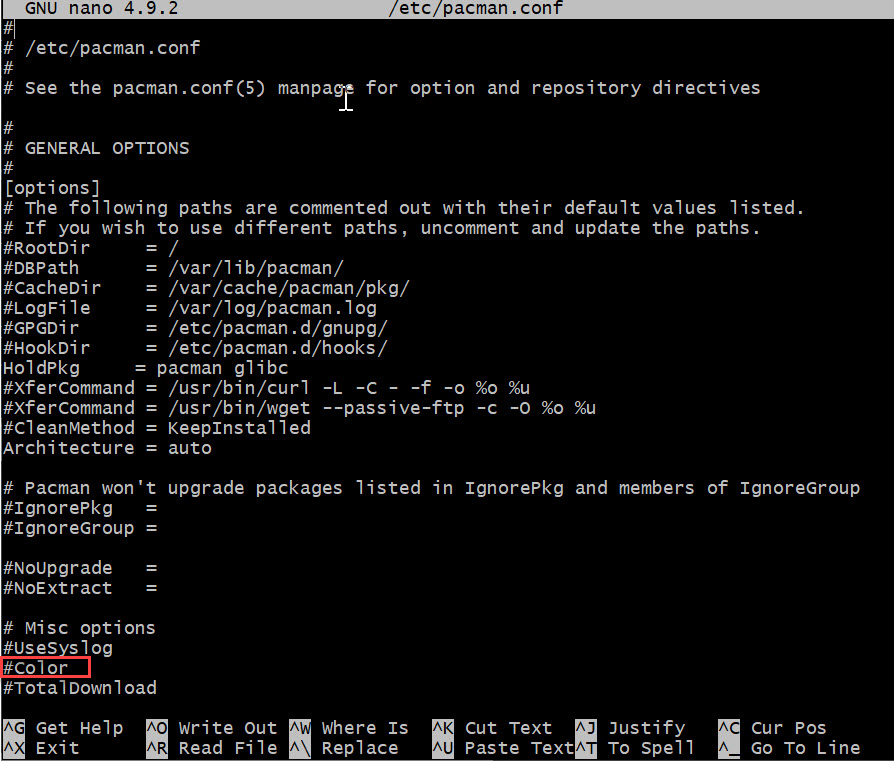 GNU nano 4.9.2 /etc/pacman.conf
#
# /etc/pacman.conf
#
# See the pacman.conf(5) manpage for option and repository directives
#
# GENERAL OPTIONS
#
[options]
# The following paths are commented out with their default values listed.
# If you wish to use different paths, uncomment and update the paths.
#RootDir     = /
#DBPath      = /var/lib/pacman/
#CacheDir    = /var/cache/pacman/pkg/
#LogFile     = /var/log/pacman.log
#GPGDir      = /etc/pacman.d/gnupg/
#HookDir     = /etc/pacman.d/hooks/
HoldPkg     = pacman glibc
#XferCommand = /usr/bin/curl -L -C - -f -o %o %u
#XferCommand = /usr/bin/wget --passive-ftp -c -O %o %u
#CleanMethod = KeepInstalled
Architecture = auto
# Pacman won't upgrade packages listed in IgnorePkg and members of IgnoreGroup
#IgnorePkg   =
#IgnoreGroup =
#NoUpgrade   =
#NoExtract   =
# Misc options
#UseSyslog
#Color
#TotalDownload
^G Get Help ^O Write Out ^W Where Is ^K Cut Text ^J Justify ^C Cur Pos
^X Exit ^R Read File ^\ Replace ^U Paste Text ^T To Spell ^_ Go To Line